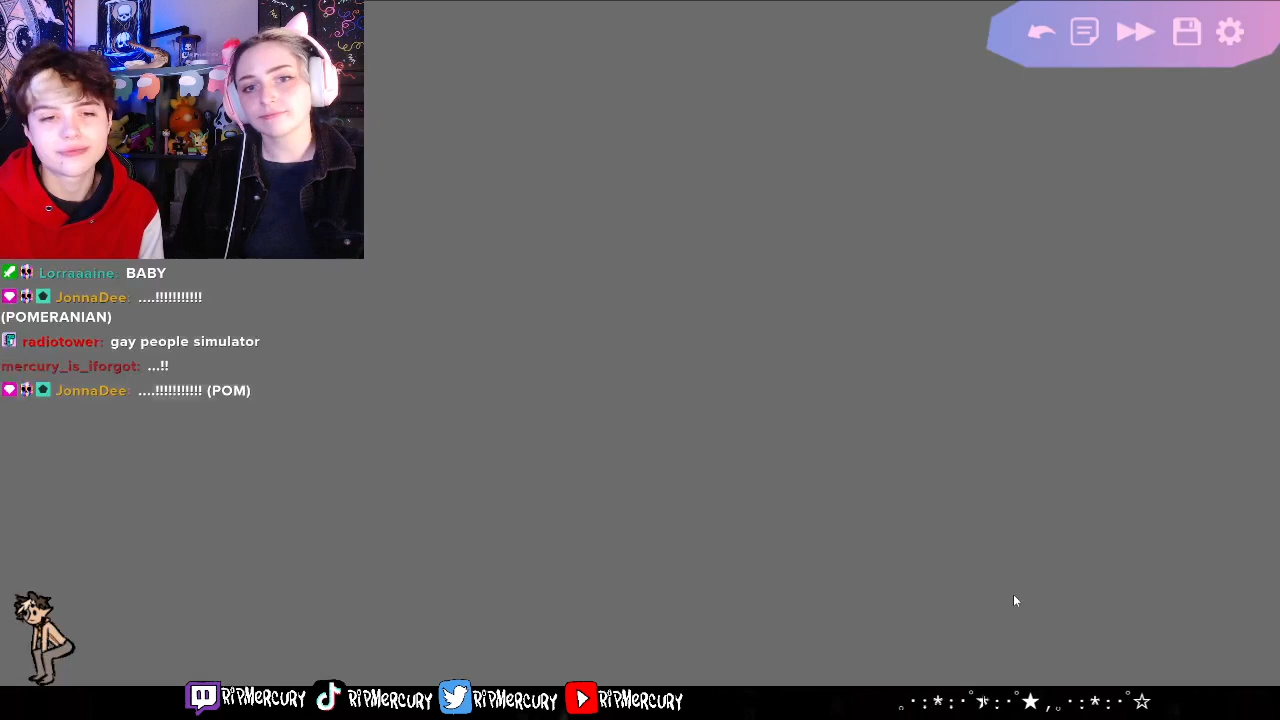 Lorraaaine: BABY
JonnaDee: ....!!!!!!!!!!!
(POMERANIAN)
radiotower: gay people simulator
mercury_is_iforgot: ...!!
JonnaDee: ....!!!!!!!!!!! (POM)
RIPMERCURY RIPMERCURY RIPMERCURY RIPMERCURY